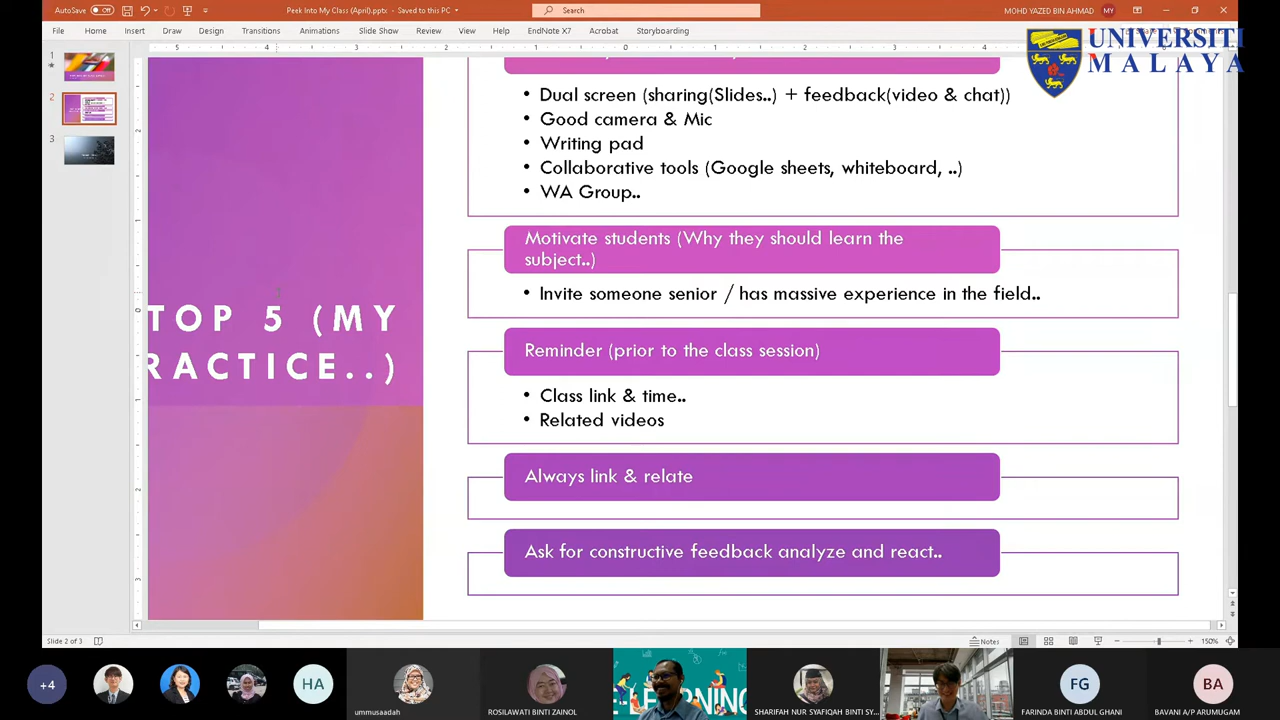 AutoSave Off
Peek Into My Class (April).pptx - Saved to this PC
Search
MOHD YAZED BIN AHMAD
MY
File Home Insert Draw Design Transitions Animations Slide Show Review View Help EndNote X7 Acrobat Storyboarding
UNIVERSITI
MALAYA
1
2
3
TOP 5 (MY
RACTICE..)
• Dual screen (sharing(Slides..) + feedback(video & chat))
• Good camera & Mic
• Writing pad
• Collaborative tools (Google sheets, whiteboard, ..)
• WA Group..
Motivate students (Why they should learn the
subject..)
• Invite someone senior / has massive experience in the field..
Reminder (prior to the class session)
• Class link & time..
• Related videos
Always link & relate
Ask for constructive feedback analyze and react..
Slide 2 of 3
Notes
150%
+4
HA
ummusaadah
ROSILAWATI BINTI ZAINOL
SHARIFAH NUR SYAFIQAH BINTI SY...
FG
FARINDA BINTI ABDUL GHANI
BA
BAVANI A/P ARUMUGAM